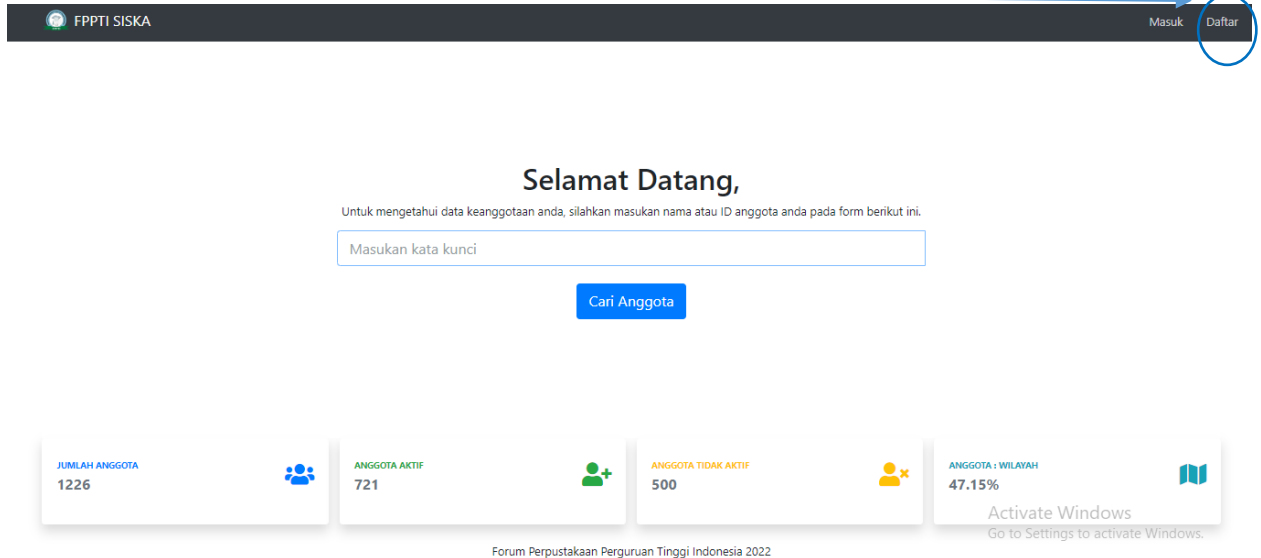 FPPTI SISKA
Masuk Daftar
Selamat Datang,
Untuk mengetahui data keanggotaan anda, silahkan masukan nama atau ID anggota anda pada form berikut ini.
Masukan kata kunci
Cari Anggota
JUMLAH ANGGOTA
1226
ANGGOTA AKTIF
721
ANGGOTA TIDAK AKTIF
500
ANGGOTA : WILAYAH
47.15%
Activate Windows
Go to Settings to activate Windows.
Forum Perpustakaan Perguruan Tinggi Indonesia 2022